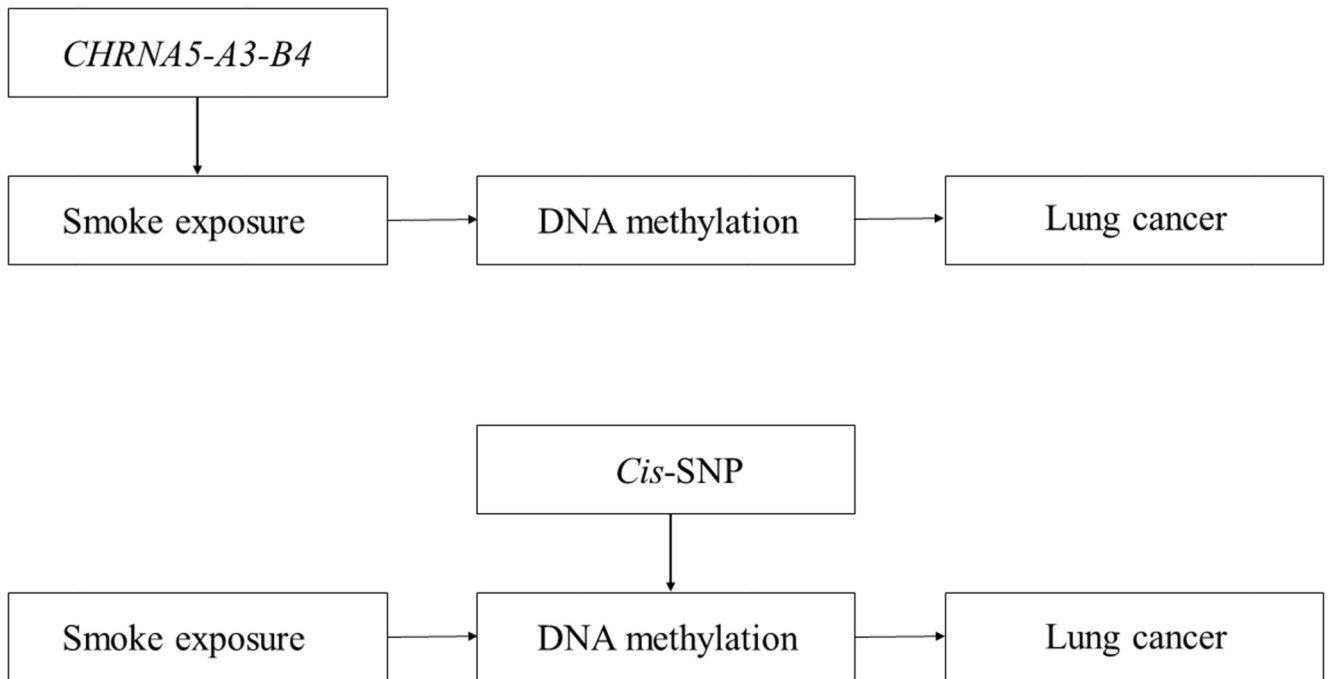 CHRNA5-A3-B4
Smoke exposure
DNA methylation
Lung cancer
Cis-SNP
Smoke exposure
DNA methylation
Lung cancer